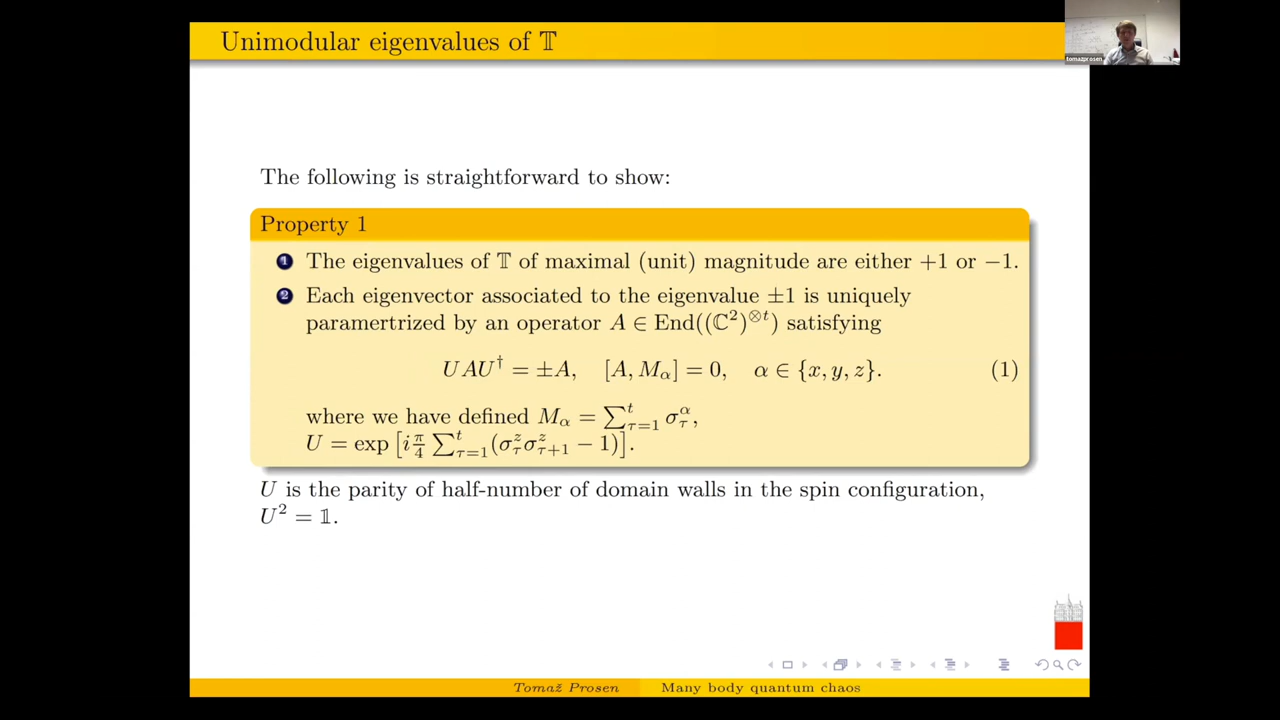 Unimodular eigenvalues of 𝕋
tomažprosen
The following is straightforward to show:
Property 1
1 The eigenvalues of 𝕋 of maximal (unit) magnitude are either +1 or −1.
2 Each eigenvector associated to the eigenvalue ±1 is uniquely
paramertrized by an operator A ∈ End((ℂ²)^{⊗t}) satisfying
UAU† = ±A, [A, M_α] = 0, α ∈ {x, y, z}. (1)
where we have defined M_α = ∑_{τ=1}^{t} σ_τ^α,
U = exp [i π/4 ∑_{τ=1}^{t} (σ_τ^z σ_{τ+1}^z − 1)].
U is the parity of half-number of domain walls in the spin configuration,
U² = 𝟙.
Tomaž Prosen Many body quantum chaos